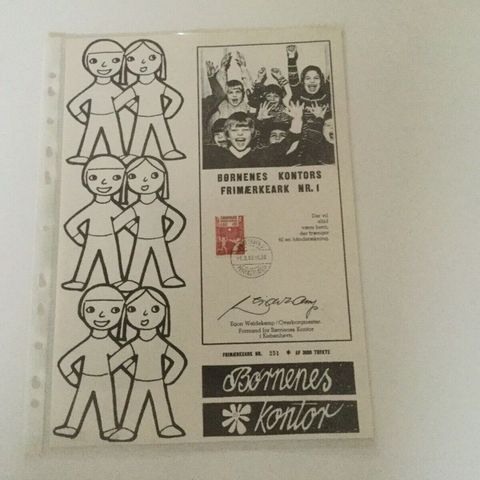 BØRNENES KONTORS
FRIMÆRKEARK NR. 1
Der vil
altid
være børn,
der trænger
til en håndsrækning.
Egon Weidekamp / Overborgmester.
Formand for Børnenes Kontor
i København.
FRIMÆRKEARK NR. 251 * AF 3000 TRYKTE
Børnenes
kontor